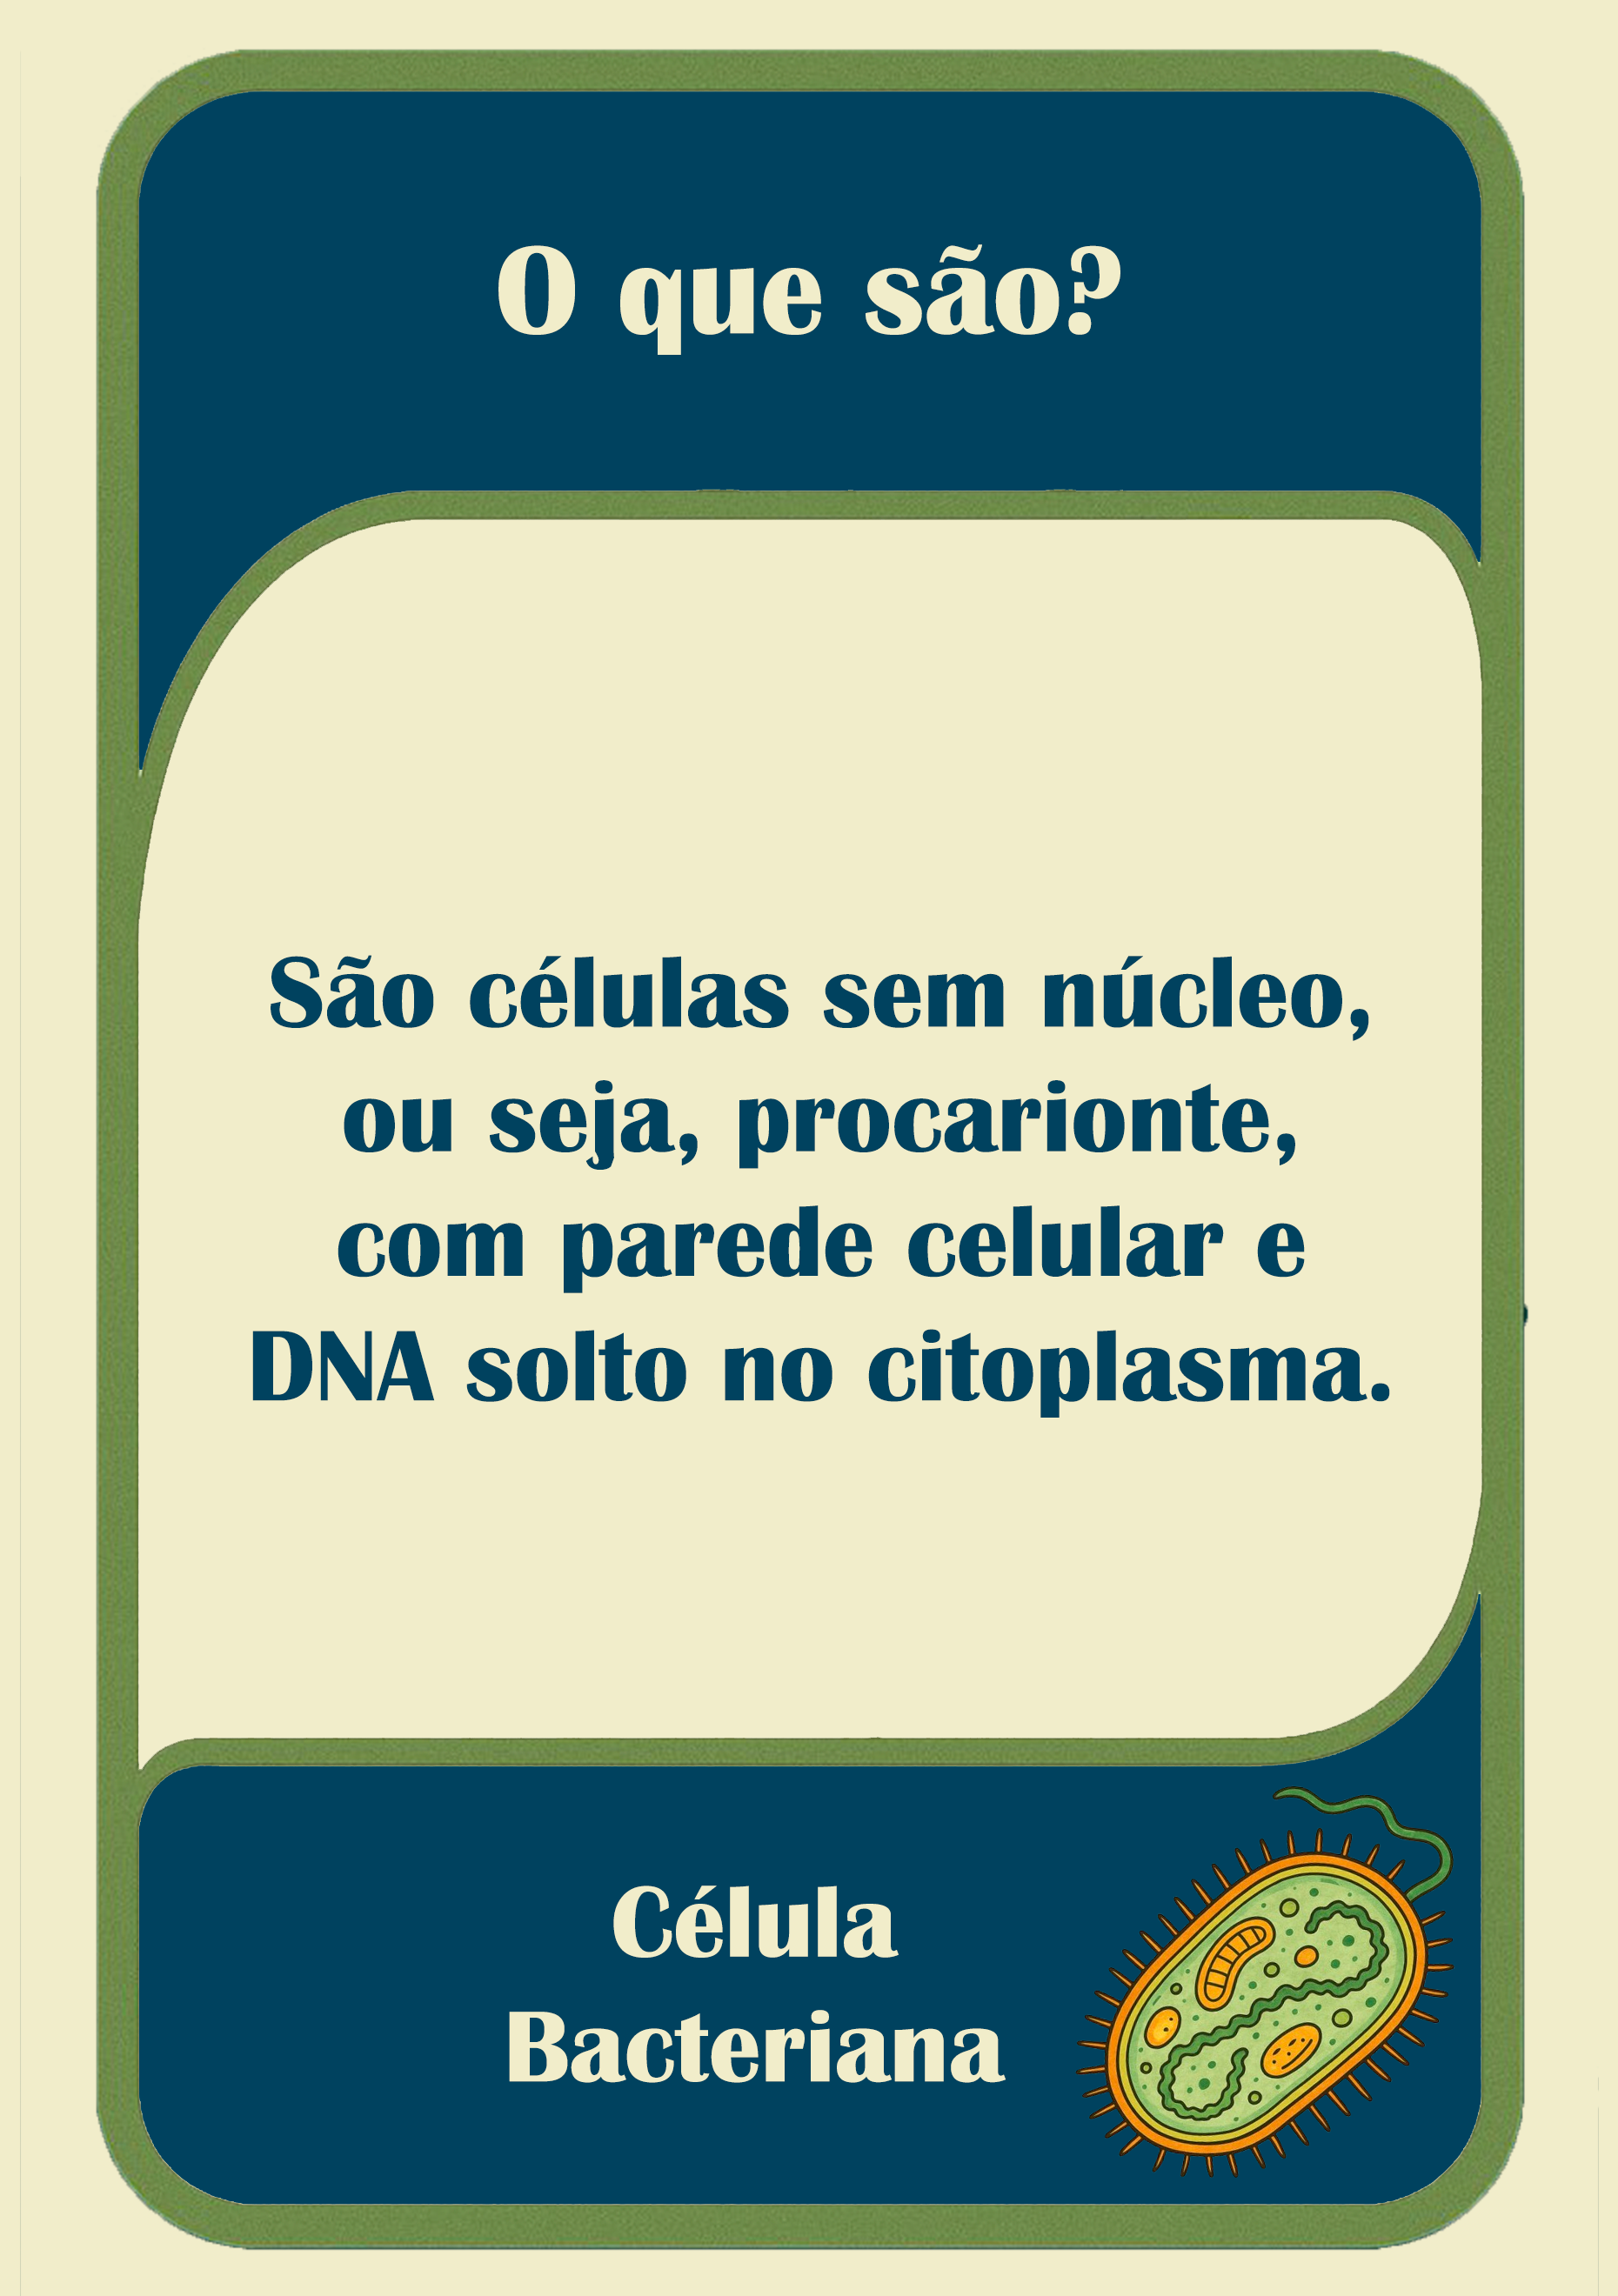 O que são?
São células sem núcleo,
ou seja, procarionte,
com parede celular e
DNA solto no citoplasma.
Célula
Bacteriana